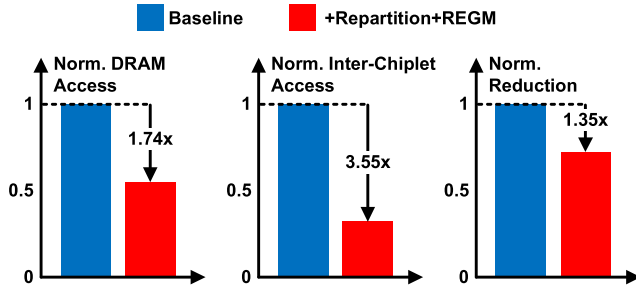 Baseline
+Repartition+REGM
Norm. DRAM
Access
1
1.74x
0.5
0
Norm. Inter-Chiplet
Access
1
3.55x
0.5
0
Norm.
Reduction
1
1.35x
0.5
0